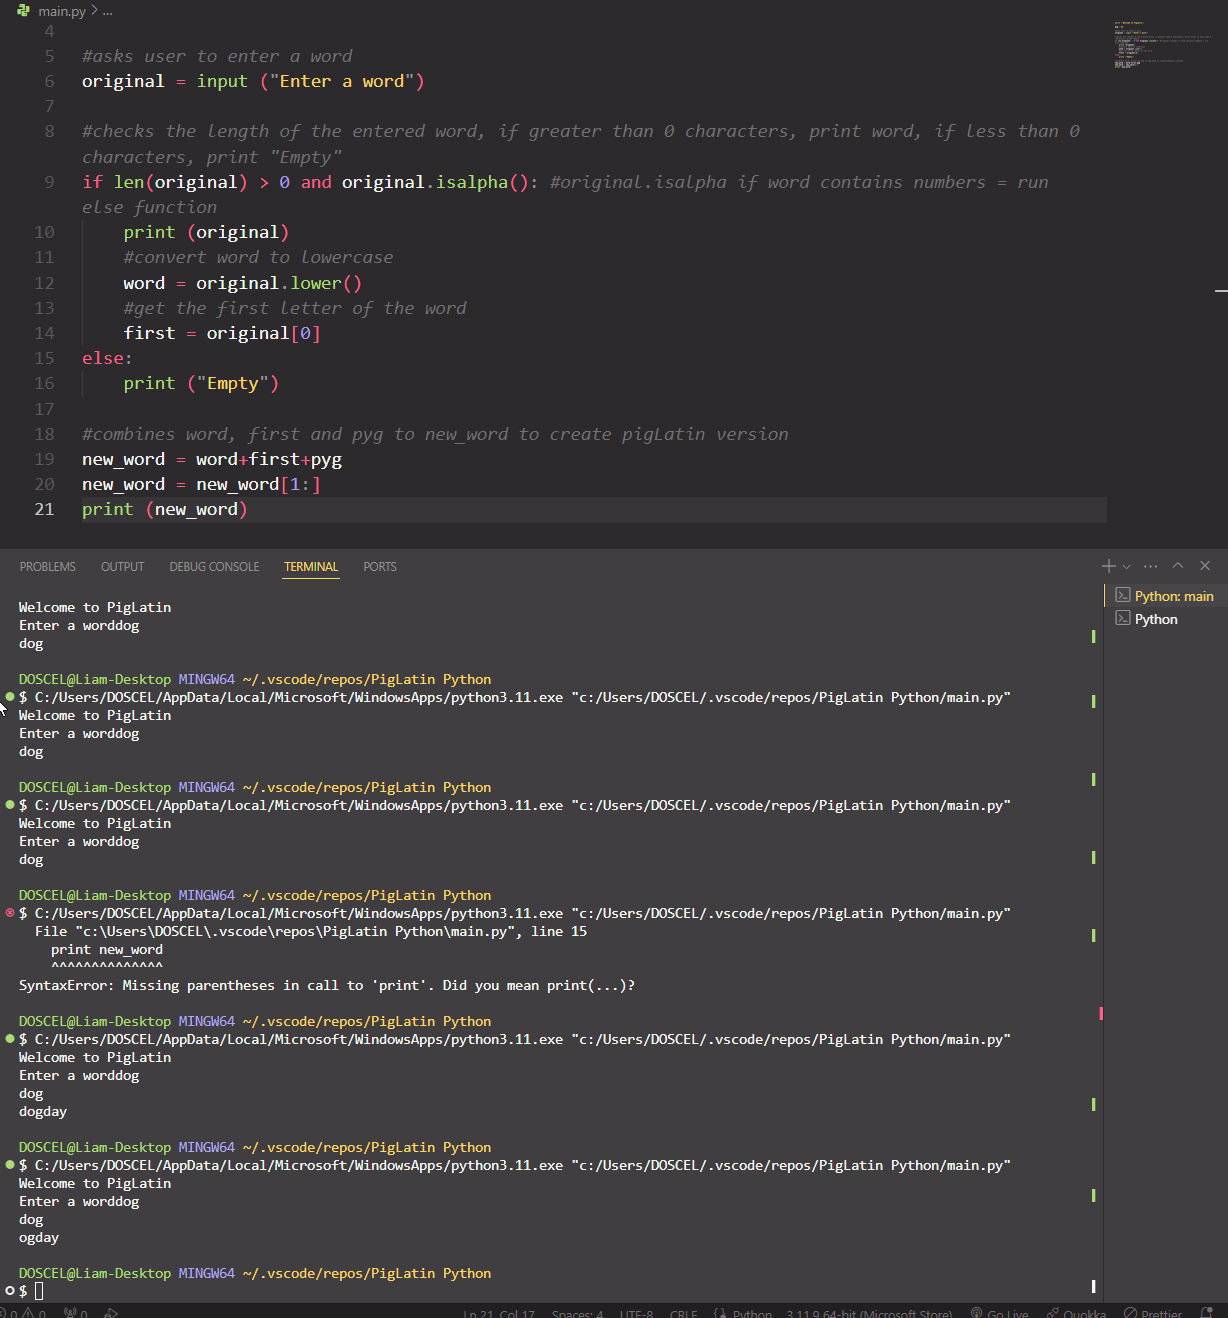 main.py > ...
4
5 #asks user to enter a word
6 original = input ("Enter a word")
7
8 #checks the length of the entered word, if greater than 0 characters, print word, if less than 0
characters, print "Empty"
9 if len(original) > 0 and original.isalpha(): #original.isalpha if word contains numbers = run
else function
10 print (original)
11 #convert word to lowercase
12 word = original.lower()
13 #get the first letter of the word
14 first = original[0]
15 else:
16 print ("Empty")
17
18 #combines word, first and pyg to new_word to create pigLatin version
19 new_word = word+first+pyg
20 new_word = new_word[1:]
21 print (new_word)
PROBLEMS OUTPUT DEBUG CONSOLE TERMINAL PORTS
Python: main
Python
Welcome to PigLatin
Enter a worddog
dog
DOSCEL@Liam-Desktop MINGW64 ~/.vscode/repos/PigLatin Python
$ C:/Users/DOSCEL/AppData/Local/Microsoft/WindowsApps/python3.11.exe "c:/Users/DOSCEL/.vscode/repos/PigLatin Python/main.py"
Welcome to PigLatin
Enter a worddog
dog
DOSCEL@Liam-Desktop MINGW64 ~/.vscode/repos/PigLatin Python
$ C:/Users/DOSCEL/AppData/Local/Microsoft/WindowsApps/python3.11.exe "c:/Users/DOSCEL/.vscode/repos/PigLatin Python/main.py"
Welcome to PigLatin
Enter a worddog
dog
DOSCEL@Liam-Desktop MINGW64 ~/.vscode/repos/PigLatin Python
$ C:/Users/DOSCEL/AppData/Local/Microsoft/WindowsApps/python3.11.exe "c:/Users/DOSCEL/.vscode/repos/PigLatin Python/main.py"
File "c:\Users\DOSCEL\.vscode\repos\PigLatin Python\main.py", line 15
print new_word
^^^^^^^^^^^^^^
SyntaxError: Missing parentheses in call to 'print'. Did you mean print(...)?
DOSCEL@Liam-Desktop MINGW64 ~/.vscode/repos/PigLatin Python
$ C:/Users/DOSCEL/AppData/Local/Microsoft/WindowsApps/python3.11.exe "c:/Users/DOSCEL/.vscode/repos/PigLatin Python/main.py"
Welcome to PigLatin
Enter a worddog
dog
dogday
DOSCEL@Liam-Desktop MINGW64 ~/.vscode/repos/PigLatin Python
$ C:/Users/DOSCEL/AppData/Local/Microsoft/WindowsApps/python3.11.exe "c:/Users/DOSCEL/.vscode/repos/PigLatin Python/main.py"
Welcome to PigLatin
Enter a worddog
dog
ogday
DOSCEL@Liam-Desktop MINGW64 ~/.vscode/repos/PigLatin Python
$
0 0 0 Ln 21, Col 17 Spaces: 4 UTF-8 CRLF Python 3.11.9 64-bit (Microsoft Store) Go Live Quokka Prettier